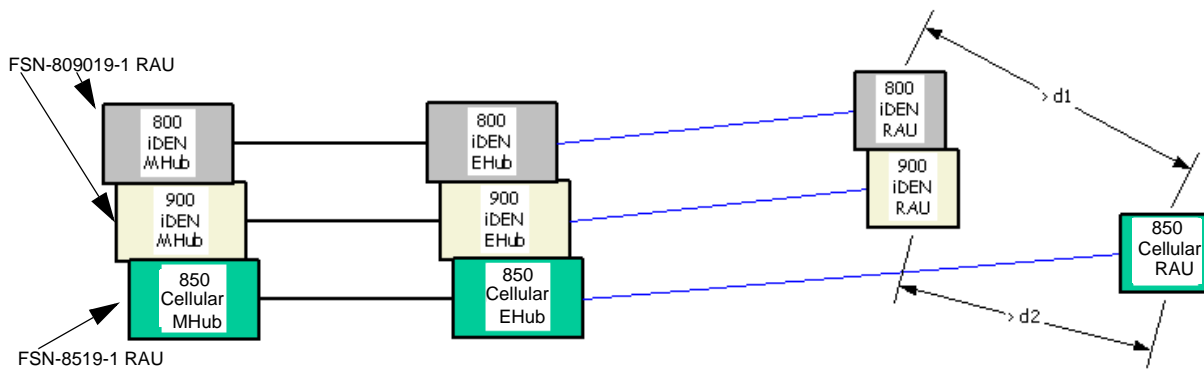 FSN-809019-1 RAU
800
iDEN
MHub
800
iDEN
EHub
800
iDEN
RAU
> d1
900
iDEN
MHub
900
iDEN
EHub
900
iDEN
RAU
850
Cellular
MHub
850
Cellular
EHub
850
Cellular
RAU
> d2
FSN-8519-1 RAU